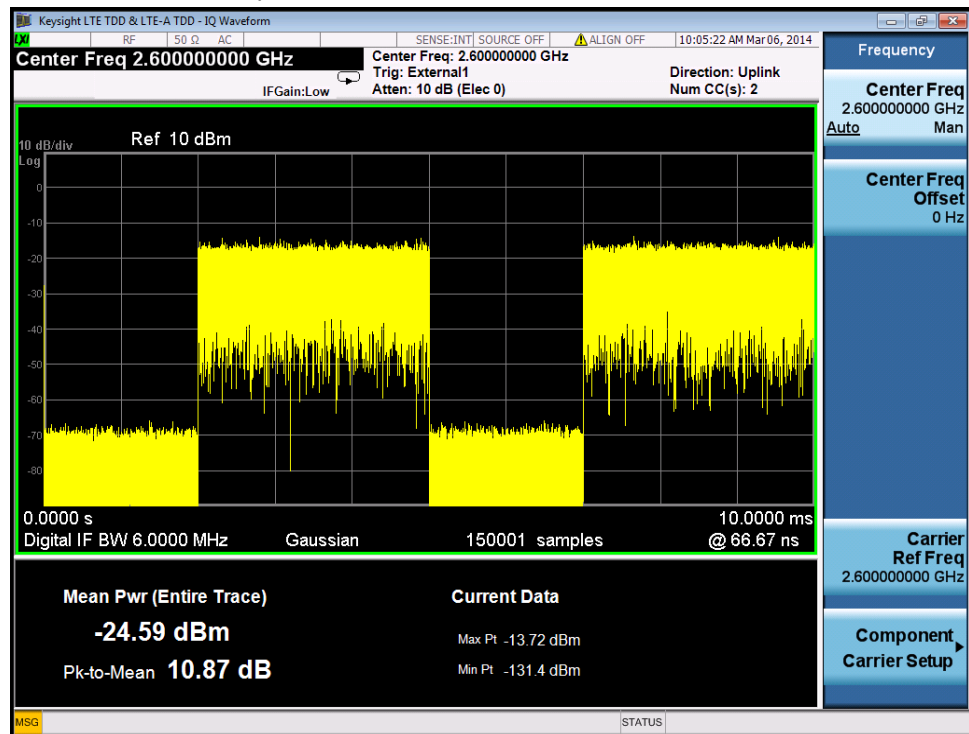 Keysight LTE TDD & LTE-A TDD - IQ Waveform
LXI RF 50 Ω AC SENSE:INT SOURCE OFF ALIGN OFF 10:05:22 AM Mar 06, 2014
Center Freq 2.600000000 GHz
IFGain:Low
Center Freq: 2.600000000 GHz
Trig: External1
Atten: 10 dB (Elec 0)
Direction: Uplink
Num CC(s): 2
10 dB/div Ref 10 dBm
Log
0
-10
-20
-30
-40
-50
-60
-70
-80
0.0000 s 10.0000 ms
Digital IF BW 6.0000 MHz Gaussian 150001 samples @ 66.67 ns
Mean Pwr (Entire Trace)
-24.59 dBm
Pk-to-Mean 10.87 dB
Current Data
Max Pt -13.72 dBm
Min Pt -131.4 dBm
MSG STATUS
Frequency
Center Freq
2.600000000 GHz
Auto Man
Center Freq
Offset
0 Hz
Carrier
Ref Freq
2.600000000 GHz
Component
Carrier Setup